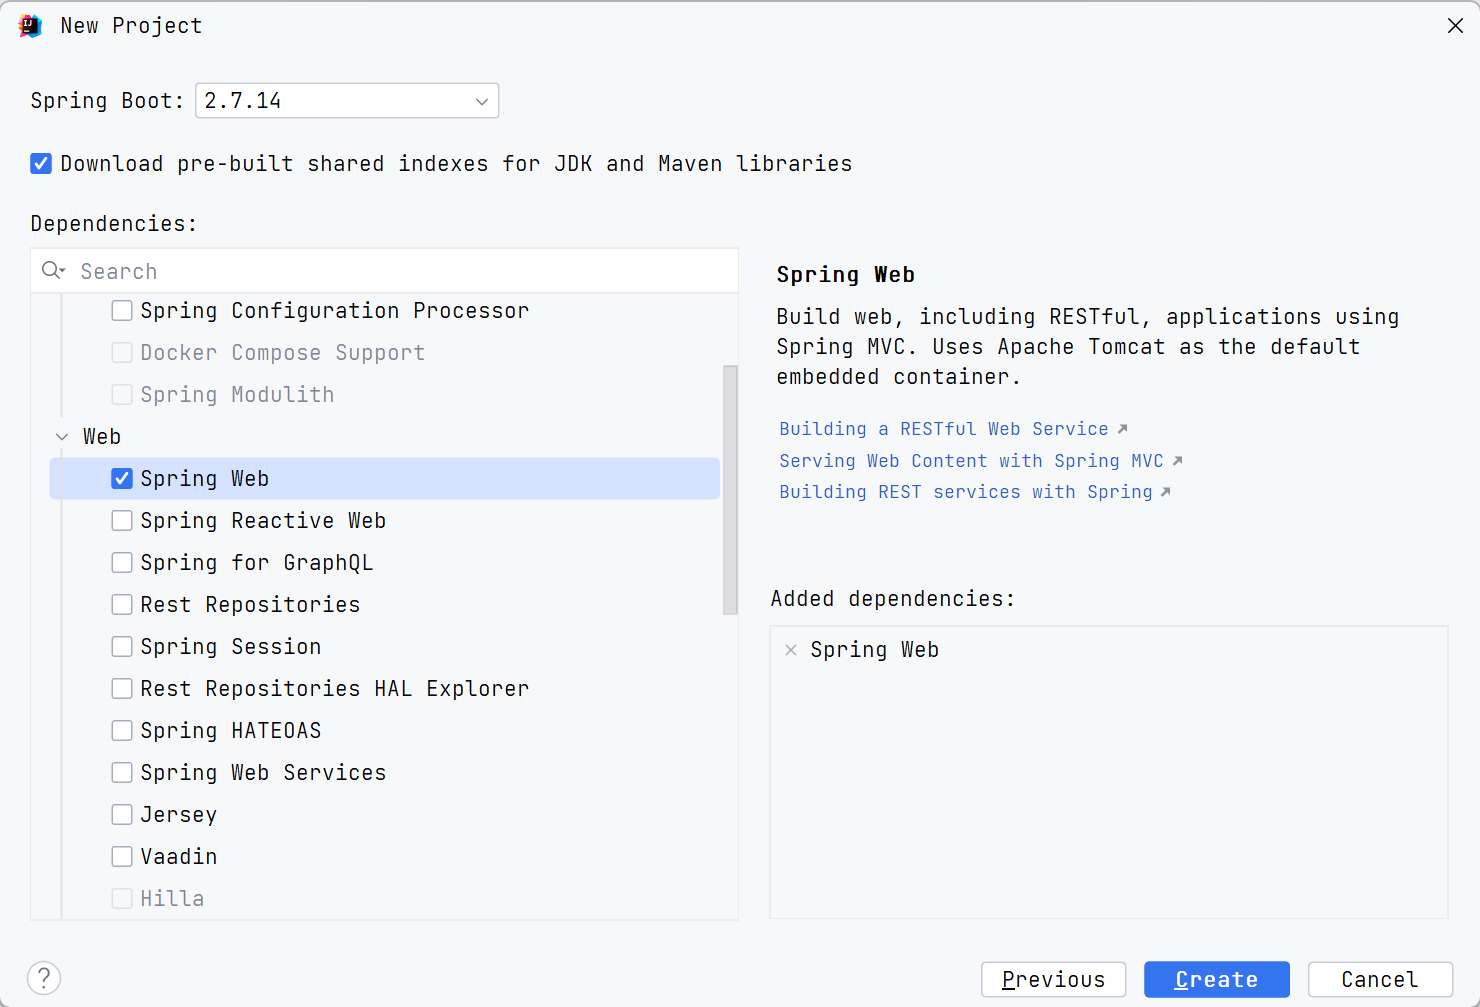 New Project
Spring Boot: 2.7.14
Download pre-built shared indexes for JDK and Maven libraries
Dependencies:
Search
Spring Configuration Processor
Docker Compose Support
Spring Modulith
Web
Spring Web
Spring Reactive Web
Spring for GraphQL
Rest Repositories
Spring Session
Rest Repositories HAL Explorer
Spring HATEOAS
Spring Web Services
Jersey
Vaadin
Hilla
Spring Web
Build web, including RESTful, applications using
Spring MVC. Uses Apache Tomcat as the default
embedded container.
Building a RESTful Web Service
Serving Web Content with Spring MVC
Building REST services with Spring
Added dependencies:
Spring Web
?
Previous
Create
Cancel